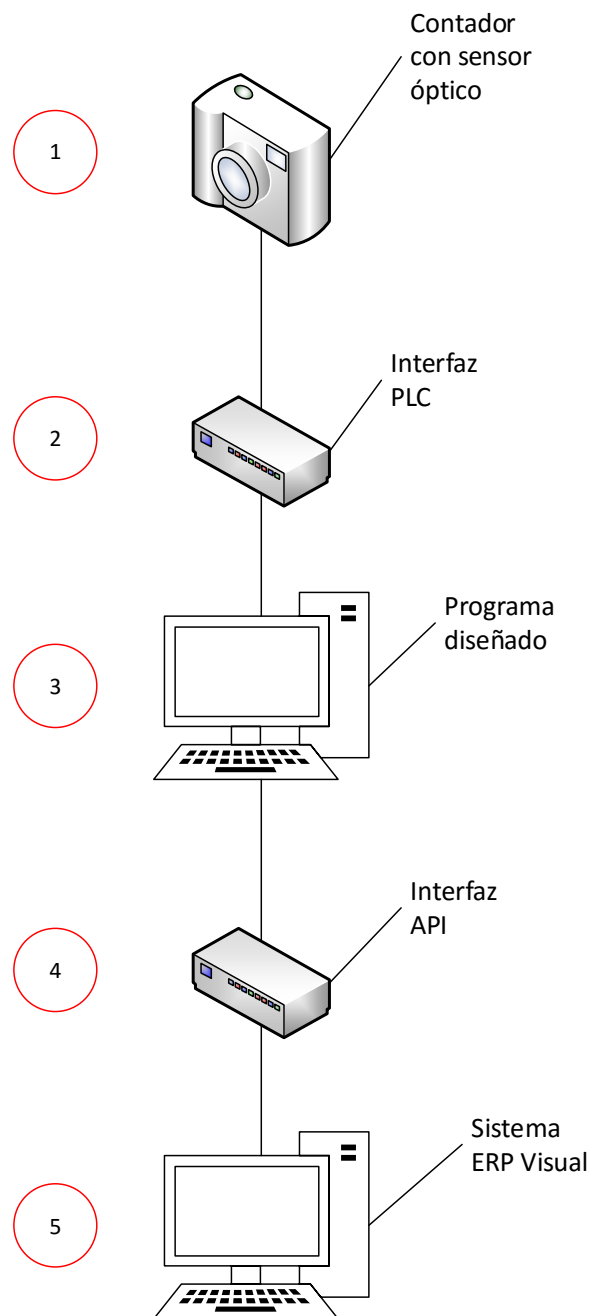 Contador
con sensor
óptico
1
Interfaz
PLC
2
Programa
diseñado
3
Interfaz
API
4
Sistema
ERP Visual
5